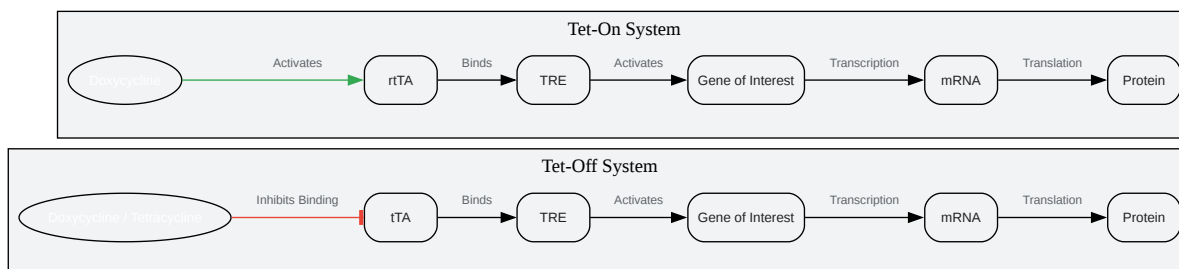 Tet-On System
Doxycycline
Activates
rtTA
Binds
TRE
Activates
Gene of Interest
Transcription
mRNA
Translation
Protein
Tet-Off System
Doxycycline / Tetracycline
Inhibits Binding
tTA
Binds
TRE
Activates
Gene of Interest
Transcription
mRNA
Translation
Protein